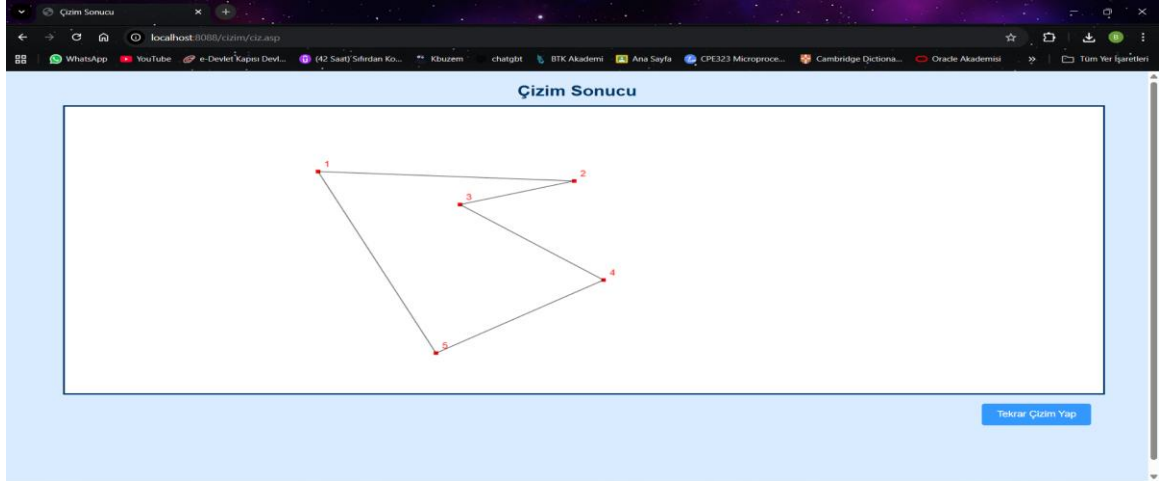 Çizim Sonucu
localhost:8088/cizim/ciz.asp
WhatsApp YouTube e-Devlet Kapısı Devl... (42 Saat) Sıfırdan Ko... Kbuzem chatgbt BTK Akademi Ana Sayfa CPE323 Microproce... Cambridge Dictiona... Oracle Akademisi » Tüm Yer İşaretleri
Çizim Sonucu
1
2
3
4
5
Tekrar Çizim Yap